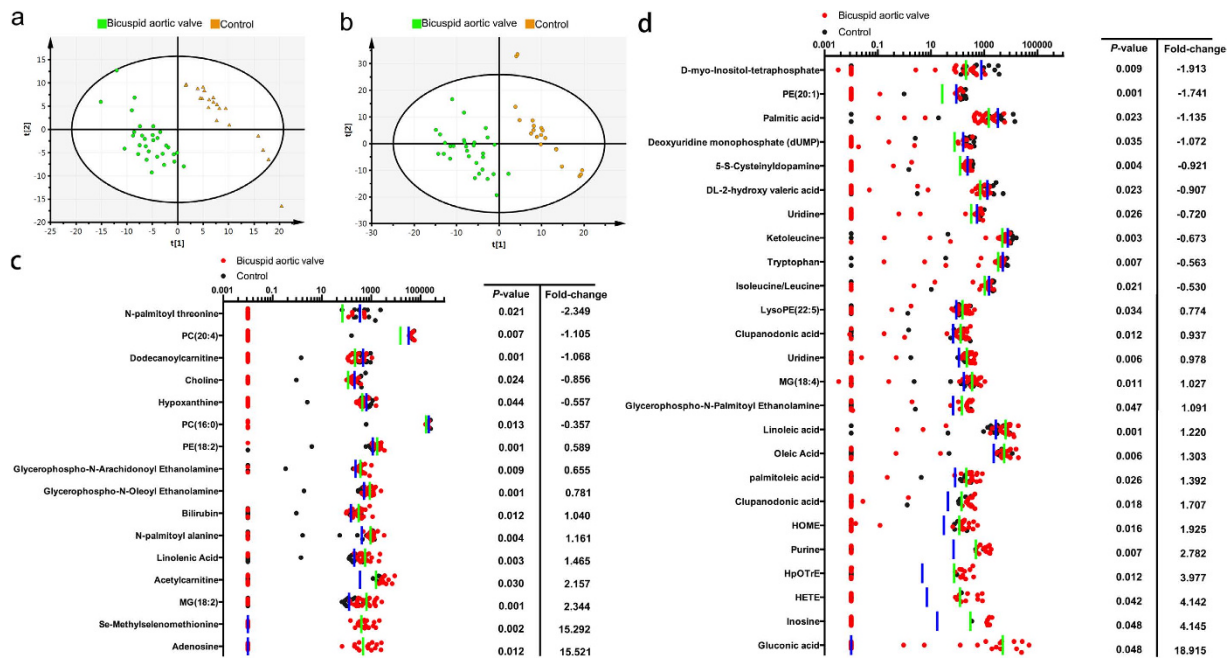 a
Bicuspid aortic valve Control
15
10
5
0
-5
-10
-15
-20
t[2]
-25 -20 -15 -10 -5 0 5 10 15 20
t[1]
b
Bicuspid aortic valve Control
30
20
10
0
-10
-20
-30
t[2]
-30 -20 -10 0 10 20 30
t[1]
c
Bicuspid aortic valve
Control
0.001 0.1 10 1000 100000
P-value Fold-change
N-palmitoyl threonine 0.021 -2.349
PC(20:4) 0.007 -1.105
Dodecanoylcarnitine 0.001 -1.068
Choline 0.024 -0.856
Hypoxanthine 0.044 -0.557
PC(16:0) 0.013 -0.357
PE(18:2) 0.001 0.589
Glycerophospho-N-Arachidonoyl Ethanolamine 0.009 0.655
Glycerophospho-N-Oleoyl Ethanolamine 0.001 0.781
Bilirubin 0.012 1.040
N-palmitoyl alanine 0.004 1.161
Linolenic Acid 0.003 1.465
Acetylcarnitine 0.030 2.157
MG(18:2) 0.001 2.344
Se-Methylselenomethionine 0.002 15.292
Adenosine 0.012 15.521
d
Bicuspid aortic valve
Control
0.001 0.1 10 1000 100000
P-value Fold-change
D-myo-Inositol-tetraphosphate 0.009 -1.913
PE(20:1) 0.001 -1.741
Palmitic acid 0.023 -1.135
Deoxyuridine monophosphate (dUMP) 0.035 -1.072
5-S-Cysteinyldopamine 0.004 -0.921
DL-2-hydroxy valeric acid 0.023 -0.907
Uridine 0.026 -0.720
Ketoleucine 0.003 -0.673
Tryptophan 0.007 -0.563
Isoleucine/Leucine 0.021 -0.530
LysoPE(22:5) 0.034 0.774
Clupanodonic acid 0.012 0.937
Uridine 0.006 0.978
MG(18:4) 0.011 1.027
Glycerophospho-N-Palmitoyl Ethanolamine 0.047 1.091
Linoleic acid 0.001 1.220
Oleic Acid 0.006 1.303
palmitoleic acid 0.026 1.392
Clupanodonic acid 0.018 1.707
HOME 0.016 1.925
Purine 0.007 2.782
HpOTrE 0.012 3.977
HETE 0.042 4.142
Inosine 0.048 4.145
Gluconic acid 0.048 18.915